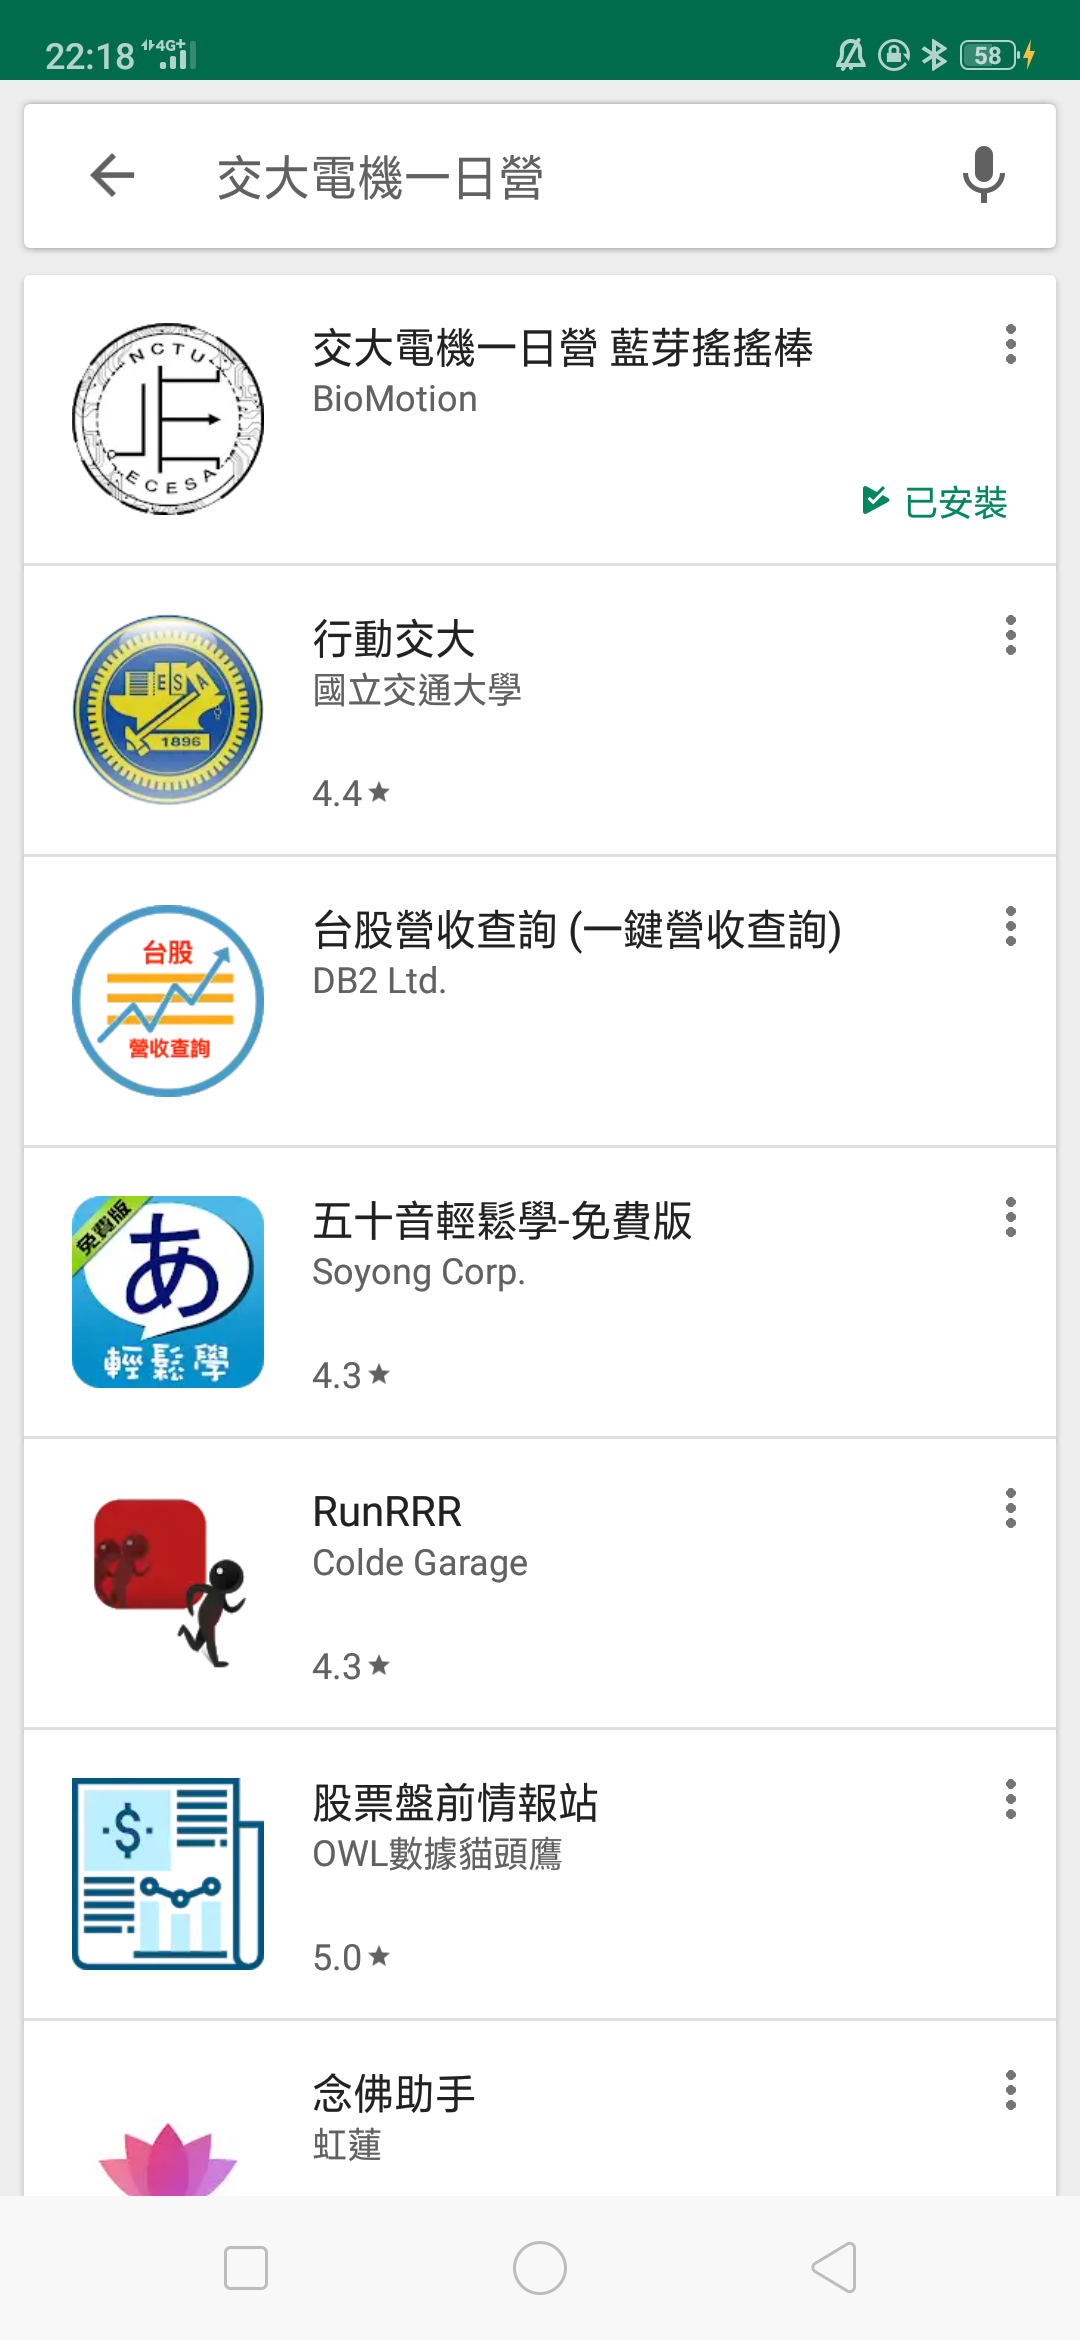 22:18 4G+ 58
交大電機一日營
NCTU
ECESA
交大電機一日營 藍芽搖搖棒
BioMotion
已安裝
ESA
1896
行動交大
國立交通大學
4.4★
台股
營收查詢
台股營收查詢 (一鍵營收查詢)
DB2 Ltd.
免費版
あ
輕鬆學
五十音輕鬆學-免費版
Soyong Corp.
4.3★
RunRRR
Colde Garage
4.3★
$
股票盤前情報站
OWL數據貓頭鷹
5.0★
念佛助手
虹蓮